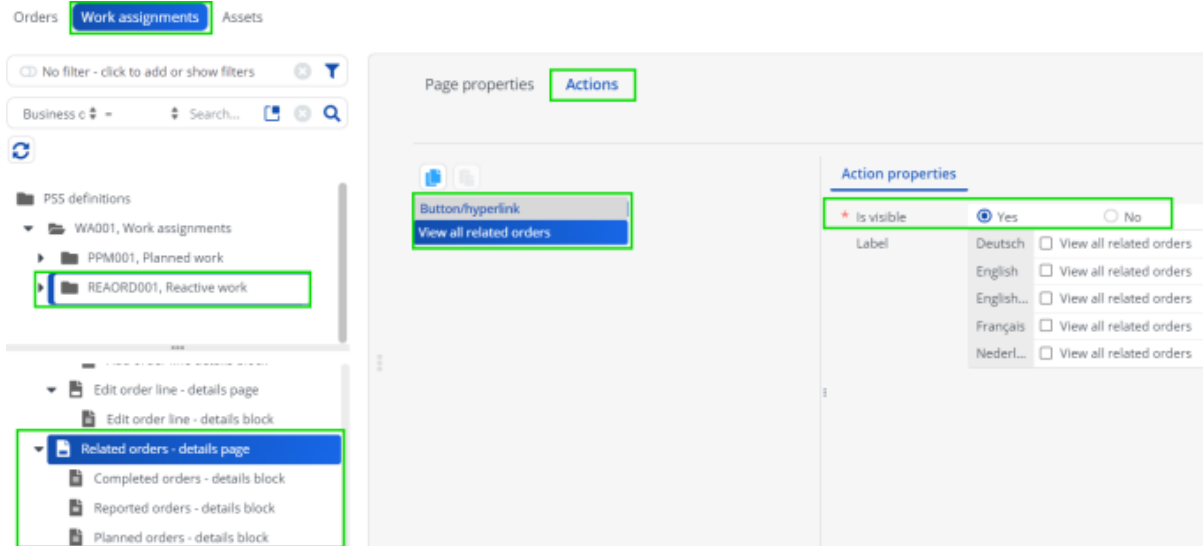 Orders Work assignments Assets
No filter - click to add or show filters
Business c = Search...
PSS definitions
WA001, Work assignments
PPM001, Planned work
REAORD001, Reactive work
Edit order line - details page
Edit order line - details block
Related orders - details page
Completed orders - details block
Reported orders - details block
Planned orders - details block
Page properties Actions
Button/hyperlink
View all related orders
Action properties
* Is visible Yes No
Label Deutsch View all related orders
English View all related orders
English... View all related orders
Français View all related orders
Nederl... View all related orders